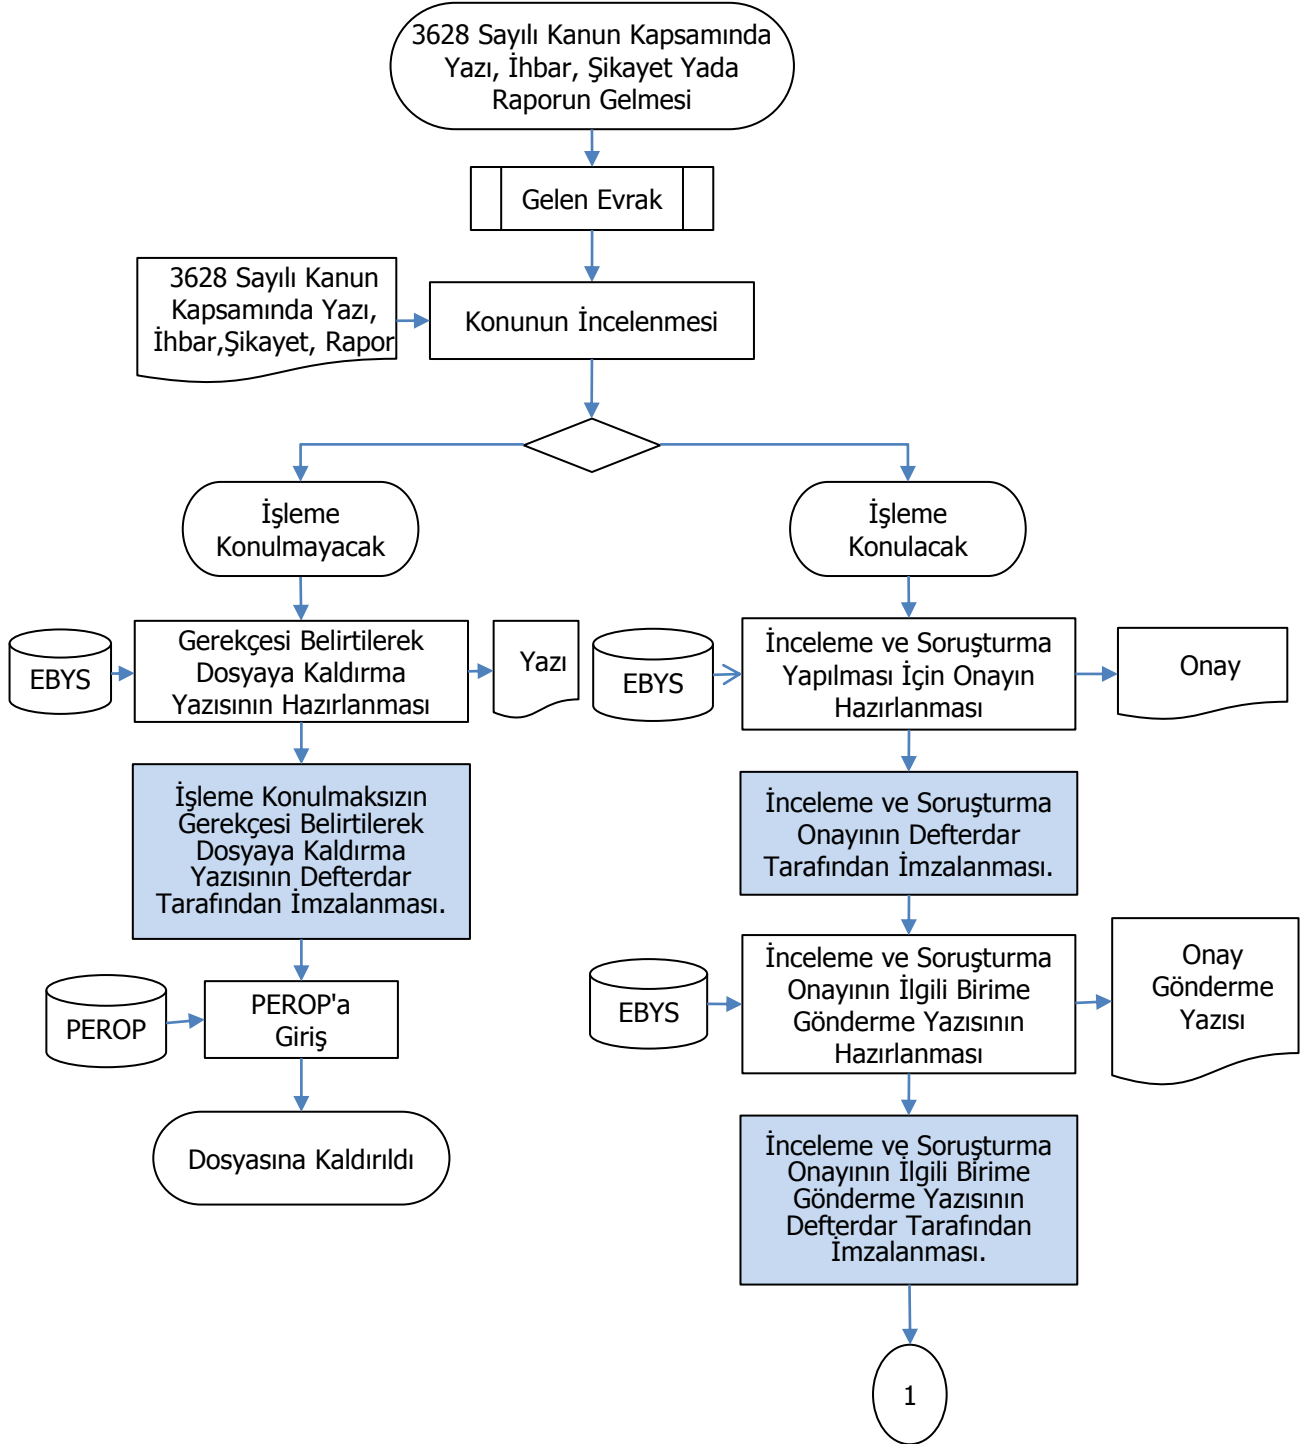 3628 Sayılı Kanun Kapsamında
Yazı, İhbar, Şikayet Yada
Raporun Gelmesi
Gelen Evrak
3628 Sayılı Kanun
Kapsamında Yazı,
İhbar,Şikayet, Rapor
Konunun İncelenmesi
İşleme
Konulmayacak
İşleme
Konulacak
EBYS
Gerekçesi Belirtilerek
Dosyaya Kaldırma
Yazısının Hazırlanması
Yazı
EBYS
İnceleme ve Soruşturma
Yapılması İçin Onayın
Hazırlanması
Onay
İşleme Konulmaksızın
Gerekçesi Belirtilerek
Dosyaya Kaldırma
Yazısının Defterdar
Tarafından İmzalanması.
İnceleme ve Soruşturma
Onayının Defterdar
Tarafından İmzalanması.
PEROP
PEROP'a
Giriş
EBYS
İnceleme ve Soruşturma
Onayının İlgili Birime
Gönderme Yazısının
Hazırlanması
Onay
Gönderme
Yazısı
Dosyasına Kaldırıldı
İnceleme ve Soruşturma
Onayının İlgili Birime
Gönderme Yazısının
Defterdar Tarafından
İmzalanması.
1